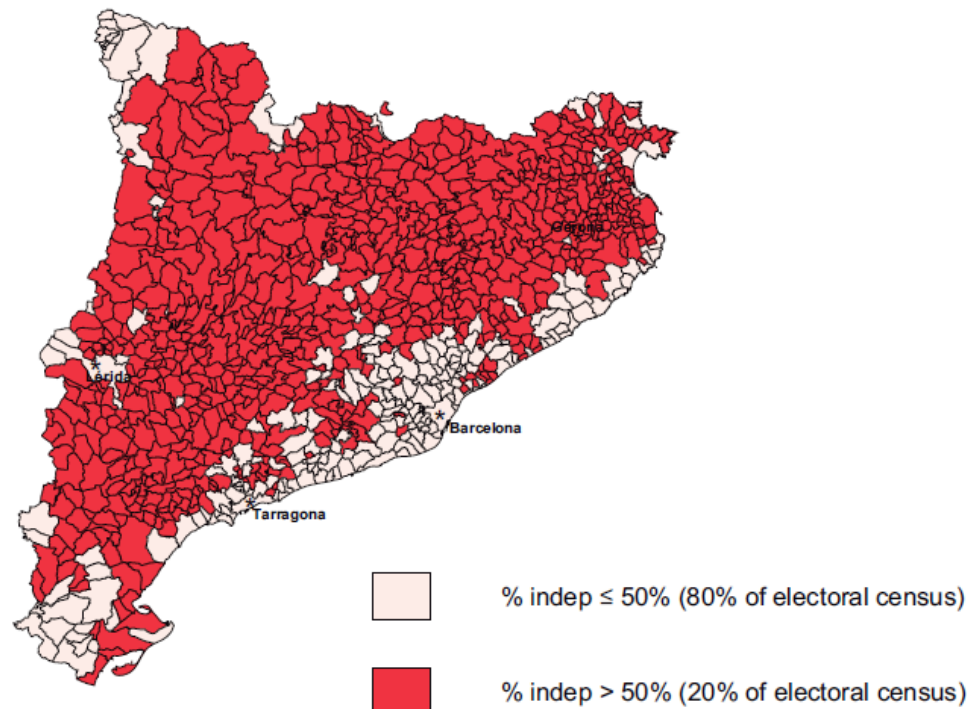 Gerona
Lérida
Barcelona
Tarragona
% indep ≤ 50% (80% of electoral census)
% indep > 50% (20% of electoral census)